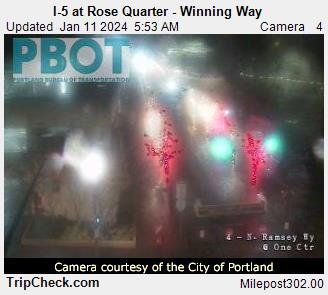 I-5 at Rose Quarter - Winning Way
Updated Jan 11 2024 5:53 AM Camera 4
PBOT
PORTLAND BUREAU OF TRANSPORTATION
4 - N. Ramsey Wy
@ One Ctr
Camera courtesy of the City of Portland
TripCheck.com Milepost302.00